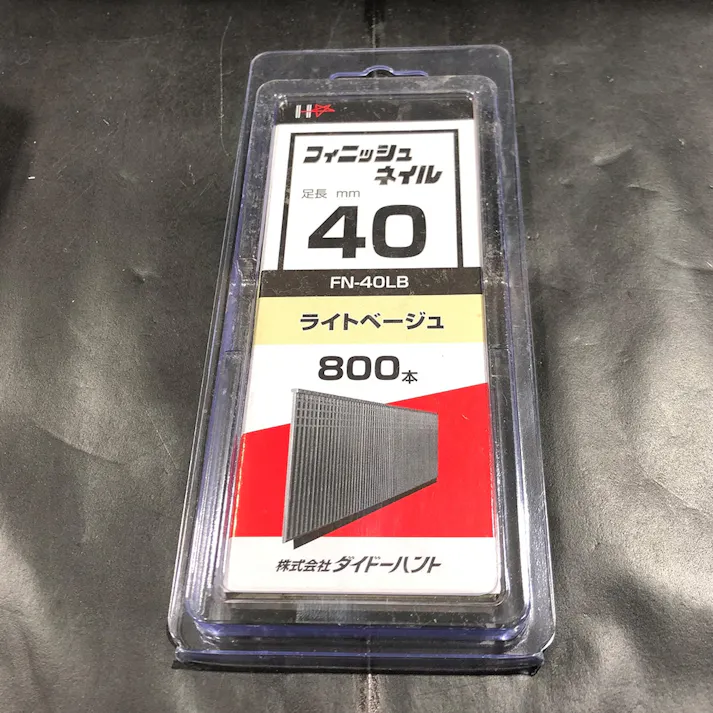 H
フィニッシュ
ネイル
足長 mm
40
FN-40LB
ライトベージュ
800本
株式会社 ダイドーハント